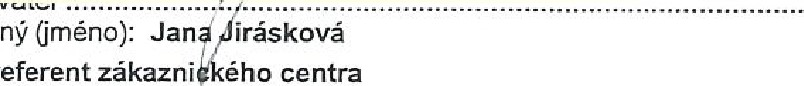 ný (jméno): Jana Jirásková
eferent zákaznického centra